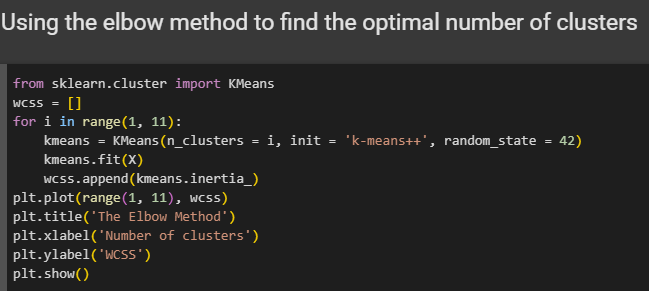 Using the elbow method to find the optimal number of clusters
from sklearn.cluster import KMeans
wcss = []
for i in range(1, 11):
    kmeans = KMeans(n_clusters = i, init = 'k-means++', random_state = 42)
    kmeans.fit(X)
    wcss.append(kmeans.inertia_)
plt.plot(range(1, 11), wcss)
plt.title('The Elbow Method')
plt.xlabel('Number of clusters')
plt.ylabel('WCSS')
plt.show()